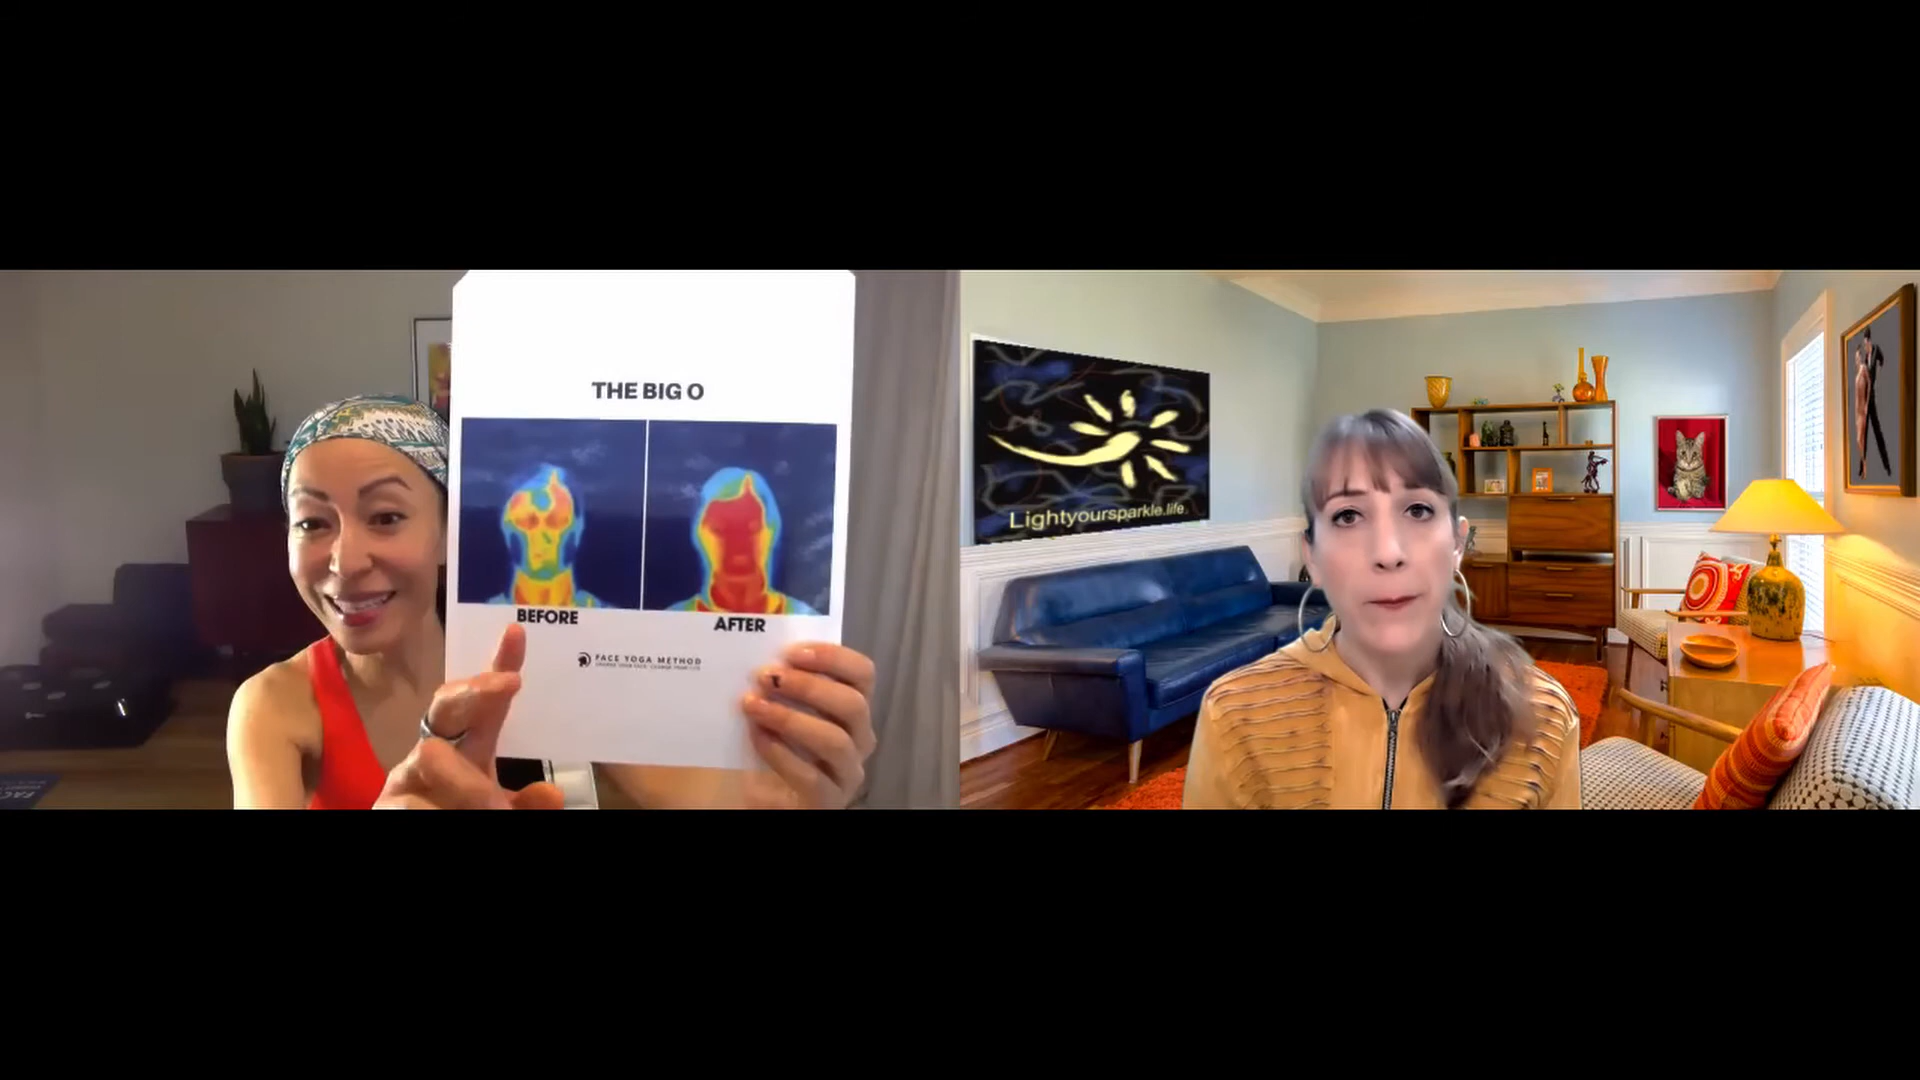 THE BIG O
BEFORE
AFTER
FACE YOGA METHOD
Lightyoursparkle.life